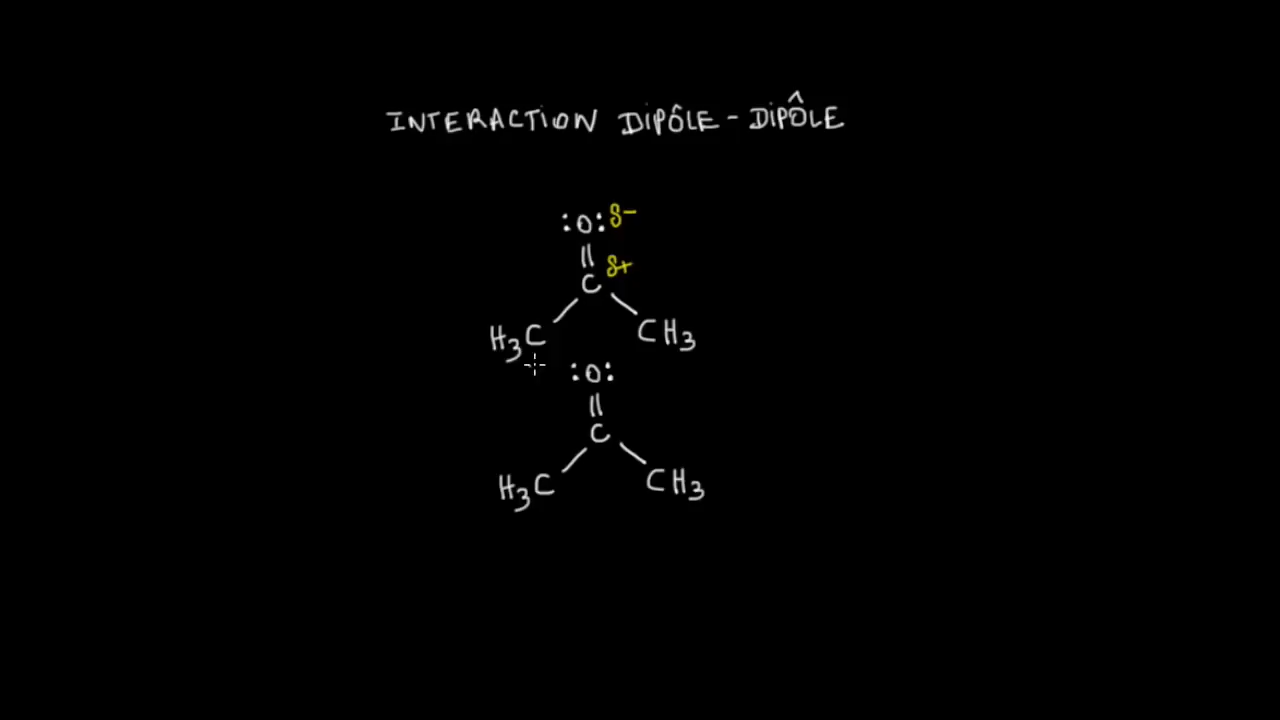 INTERACTION DIPÔLE - DIPÔLE
:O: δ-
||
C δ+
H₃C CH₃
:O:
||
C
H₃C CH₃